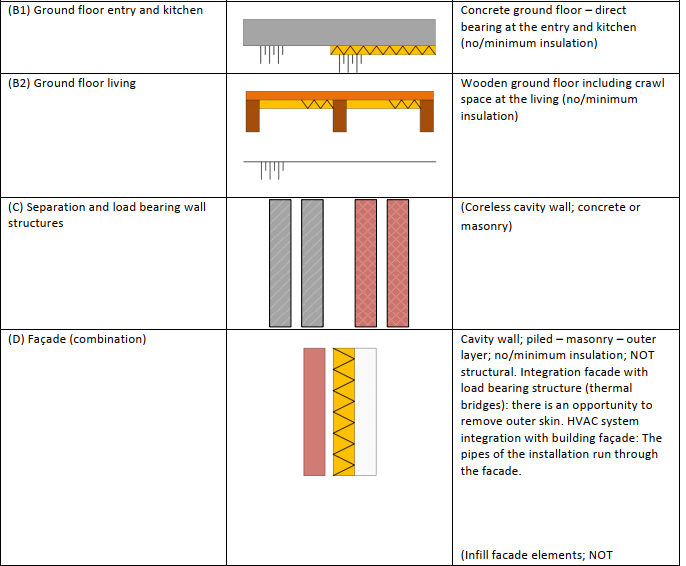 (B1) Ground floor entry and kitchen
Concrete ground floor – direct
bearing at the entry and kitchen
(no/minimum insulation)
(B2) Ground floor living
Wooden ground floor including crawl
space at the living (no/minimum
insulation)
(C) Separation and load bearing wall
structures
(Coreless cavity wall; concrete or
masonry)
(D) Façade (combination)
Cavity wall; piled – masonry – outer
layer; no/minimum insulation; NOT
structural. Integration facade with
load bearing structure (thermal
bridges): there is an opportunity to
remove outer skin. HVAC system
integration with building façade: The
pipes of the installation run through
the facade.
(Infill facade elements; NOT